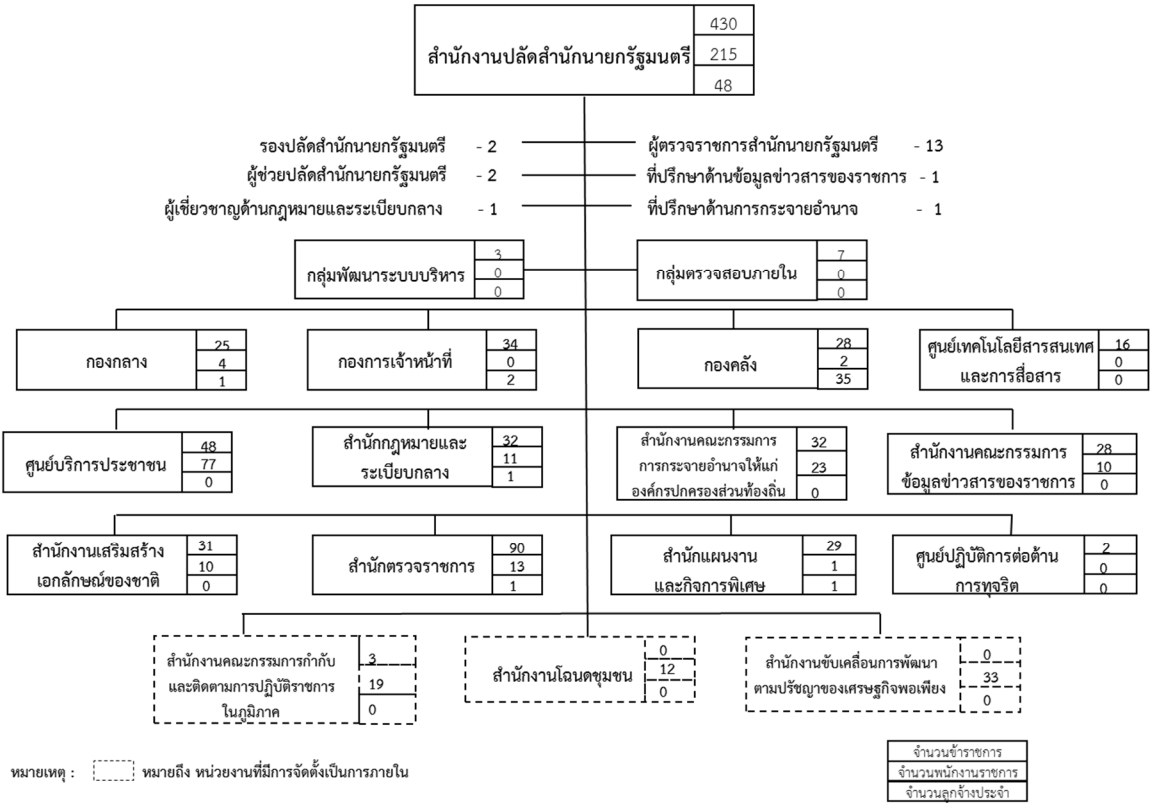 สำนักงานปลัดสำนักนายกรัฐมนตรี
430
215
48
รองปลัดสำนักนายกรัฐมนตรี - 2
ผู้ตรวจราชการสำนักนายกรัฐมนตรี - 13
ผู้ช่วยปลัดสำนักนายกรัฐมนตรี - 2
ที่ปรึกษาด้านข้อมูลข่าวสารของราชการ - 1
ผู้เชี่ยวชาญด้านกฎหมายและระเบียบกลาง - 1
ที่ปรึกษาด้านการกระจายอำนาจ - 1
กลุ่มพัฒนาระบบบริหาร
3
0
0
กลุ่มตรวจสอบภายใน
7
0
0
กองกลาง
25
4
1
กองการเจ้าหน้าที่
34
0
2
กองคลัง
28
2
35
ศูนย์เทคโนโลยีสารสนเทศ
และการสื่อสาร
16
0
0
ศูนย์บริการประชาชน
48
77
0
สำนักกฎหมายและ
ระเบียบกลาง
32
11
1
สำนักงานคณะกรรมการ
การกระจายอำนาจให้แก่
องค์กรปกครองส่วนท้องถิ่น
32
23
0
สำนักงานคณะกรรมการ
ข้อมูลข่าวสารของราชการ
28
10
0
สำนักงานเสริมสร้าง
เอกลักษณ์ของชาติ
31
10
0
สำนักตรวจราชการ
90
13
1
สำนักแผนงาน
และกิจการพิเศษ
29
1
1
ศูนย์ปฏิบัติการต่อต้าน
การทุจริต
2
0
0
สำนักงานคณะกรรมการกำกับ
และติดตามการปฏิบัติราชการ
ในภูมิภาค
3
19
0
สำนักงานโฉนดชุมชน
0
12
0
สำนักงานขับเคลื่อนการพัฒนา
ตามปรัชญาของเศรษฐกิจพอเพียง
0
33
0
หมายเหตุ : หมายถึง หน่วยงานที่มีการจัดตั้งเป็นการภายใน
จำนวนข้าราชการ
จำนวนพนักงานราชการ
จำนวนลูกจ้างประจำ